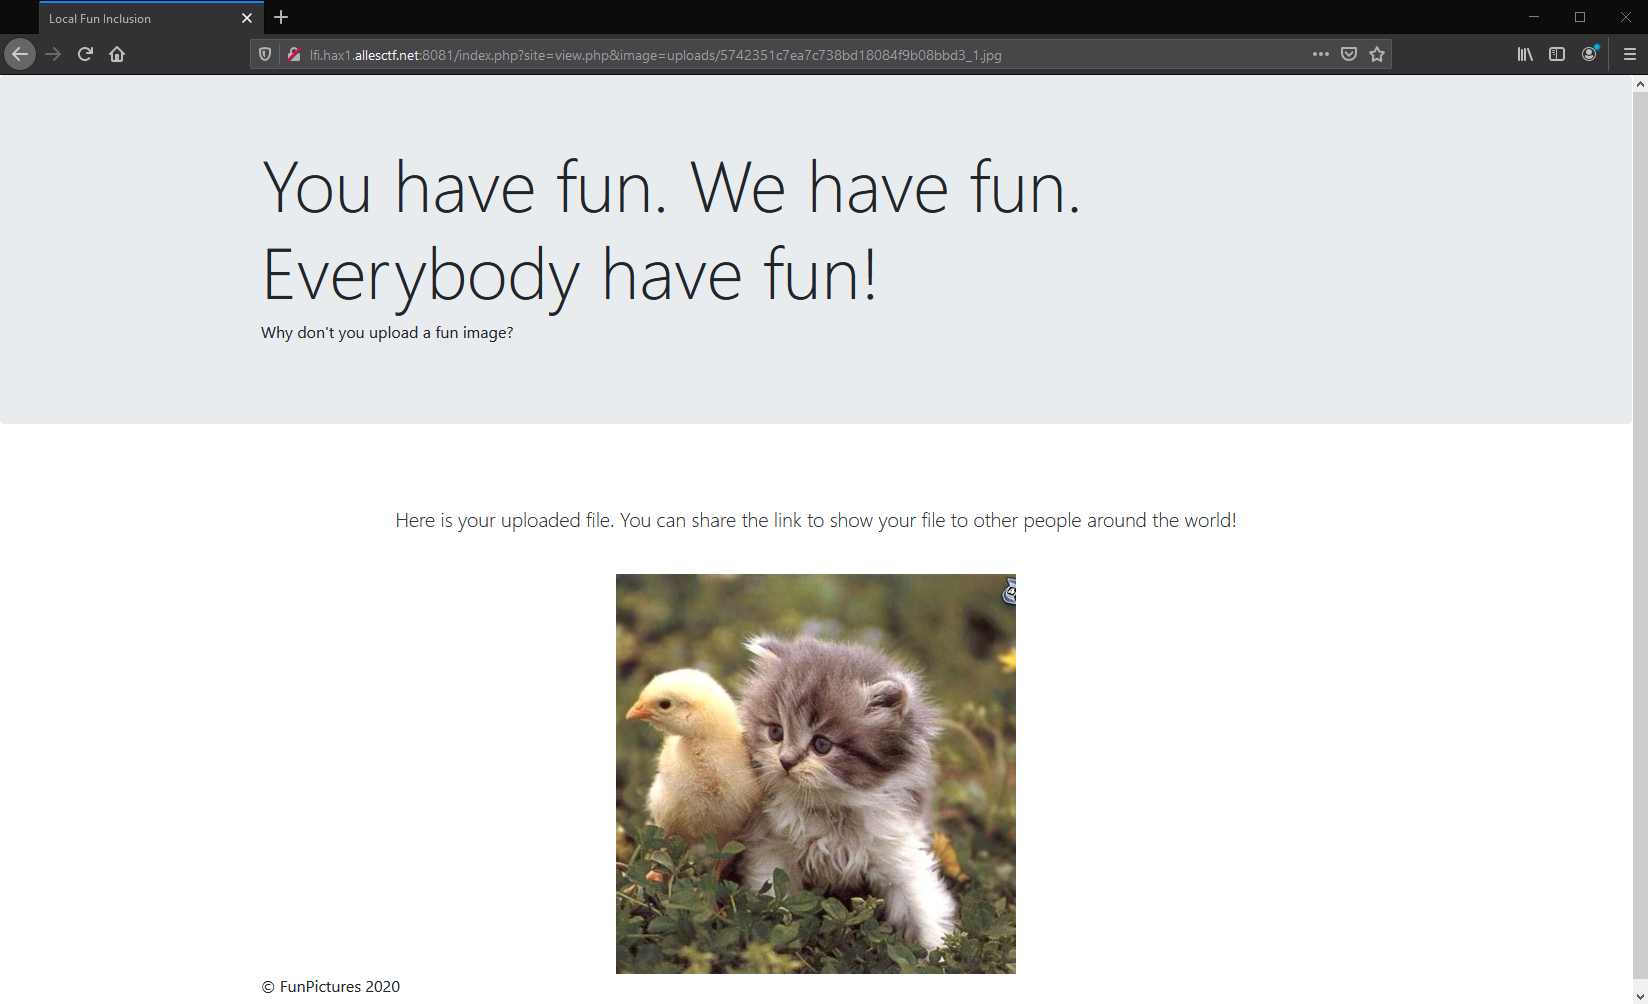 Local Fun Inclusion
lfi.hax1.allesctf.net:8081/index.php?site=view.php&image=uploads/5742351c7ea7c738bd18084f9b08bbd3_1.jpg
You have fun. We have fun.
Everybody have fun!
Why don't you upload a fun image?
Here is your uploaded file. You can share the link to show your file to other people around the world!
© FunPictures 2020